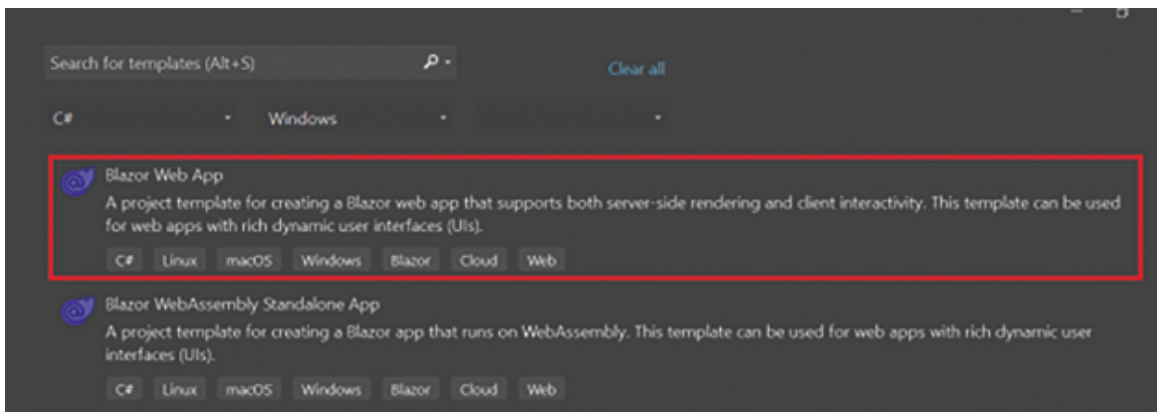 Search for templates (Alt+S)
Clear all
C#
Windows
Blazor Web App
A project template for creating a Blazor web app that supports both server-side rendering and client interactivity. This template can be used
for web apps with rich dynamic user interfaces (UIs).
C# Linux macOS Windows Blazor Cloud Web
Blazor WebAssembly Standalone App
A project template for creating a Blazor app that runs on WebAssembly. This template can be used for web apps with rich dynamic user
interfaces (UIs).
C# Linux macOS Windows Blazor Cloud Web